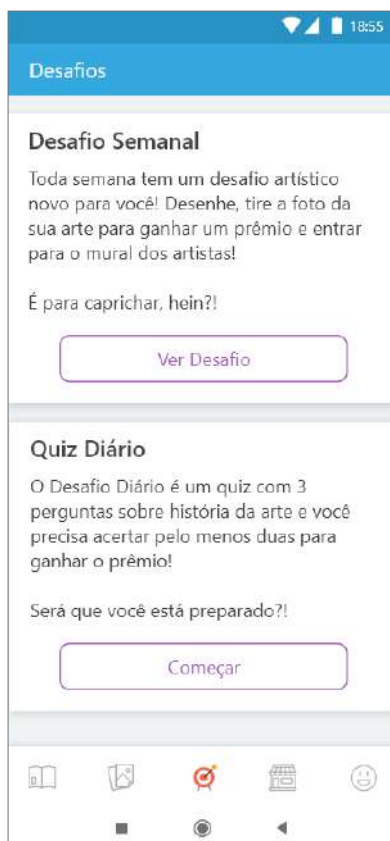 18:55
Desafios
Desafio Semanal
Toda semana tem um desafio artístico
novo para você! Desenhe, tire a foto da
sua arte para ganhar um prêmio e entrar
para o mural dos artistas!
É para caprichar, hein?!
Ver Desafio
Quiz Diário
O Desafio Diário é um quiz com 3
perguntas sobre história da arte e você
precisa acertar pelo menos duas para
ganhar o prêmio!
Será que você está preparado?!
Começar